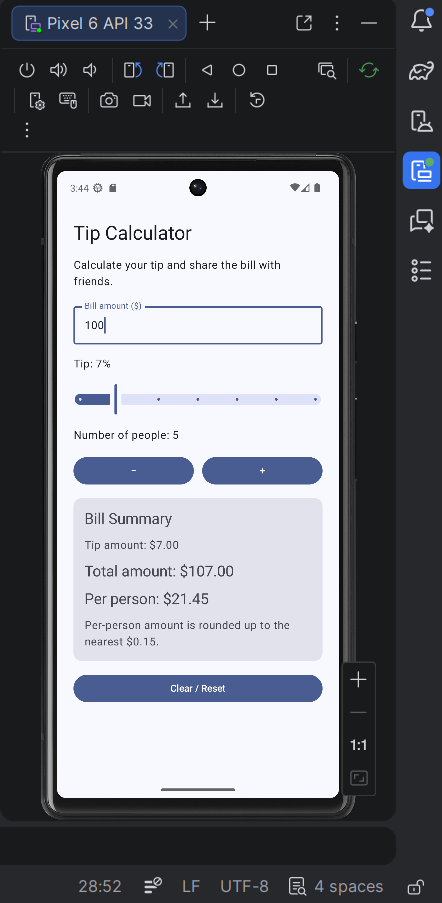 Pixel 6 API 33
3:44
Tip Calculator
Calculate your tip and share the bill with
friends.
Bill amount ($)
100
Tip: 7%
Number of people: 5
− +
Bill Summary
Tip amount: $7.00
Total amount: $107.00
Per person: $21.45
Per-person amount is rounded up to the
nearest $0.15.
Clear / Reset
1:1
28:52 LF UTF-8 4 spaces